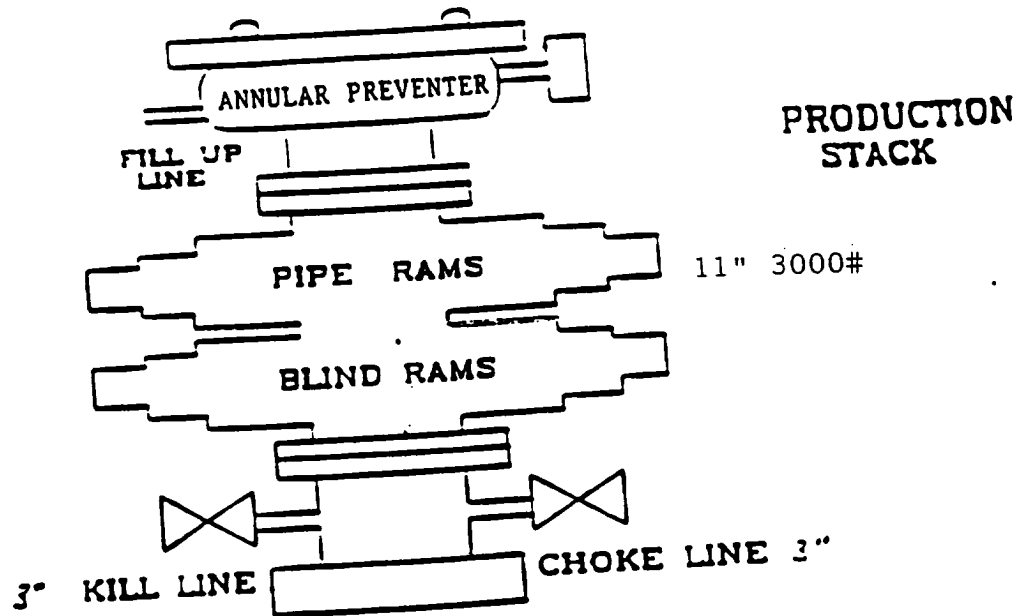 ANNULAR PREVENTER
PRODUCTION
STACK
FILL UP
LINE
PIPE RAMS
11" 3000#
BLIND RAMS
3" KILL LINE
CHOKE LINE 3"